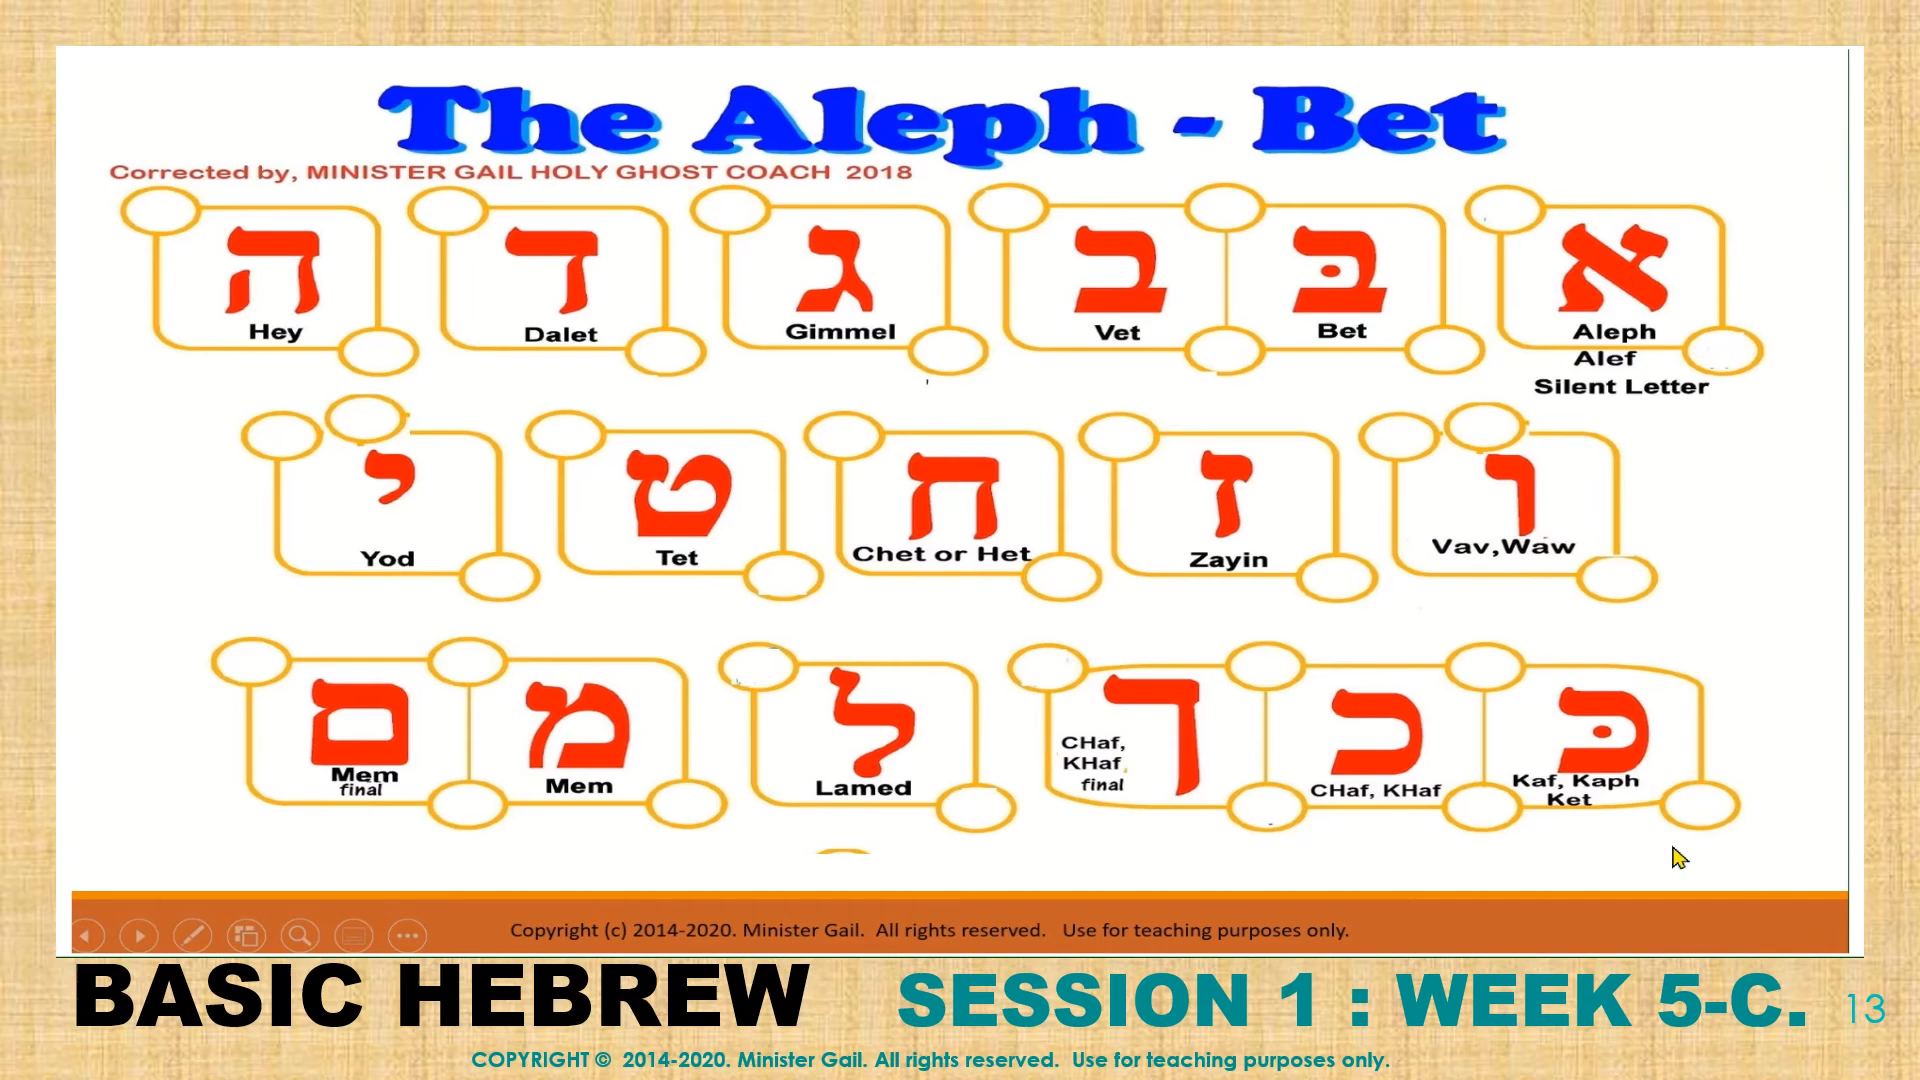 The Aleph - Bet
Corrected by, MINISTER GAIL HOLY GHOST COACH 2018
א
Aleph
Alef
Silent Letter
בּ
Bet
ב
Vet
ג
Gimmel
ד
Dalet
ה
Hey
ו
Vav,Waw
ז
Zayin
ח
Chet or Het
ט
Tet
י
Yod
כּ
Kaf, Kaph
Ket
כ
CHaf, KHaf
ך
CHaf,
KHaf,
final
ל
Lamed
מ
Mem
ם
Mem
final
Copyright (c) 2014-2020. Minister Gail. All rights reserved. Use for teaching purposes only.
BASIC HEBREW SESSION 1 : WEEK 5-C. 13
COPYRIGHT © 2014-2020. Minister Gail. All rights reserved. Use for teaching purposes only.